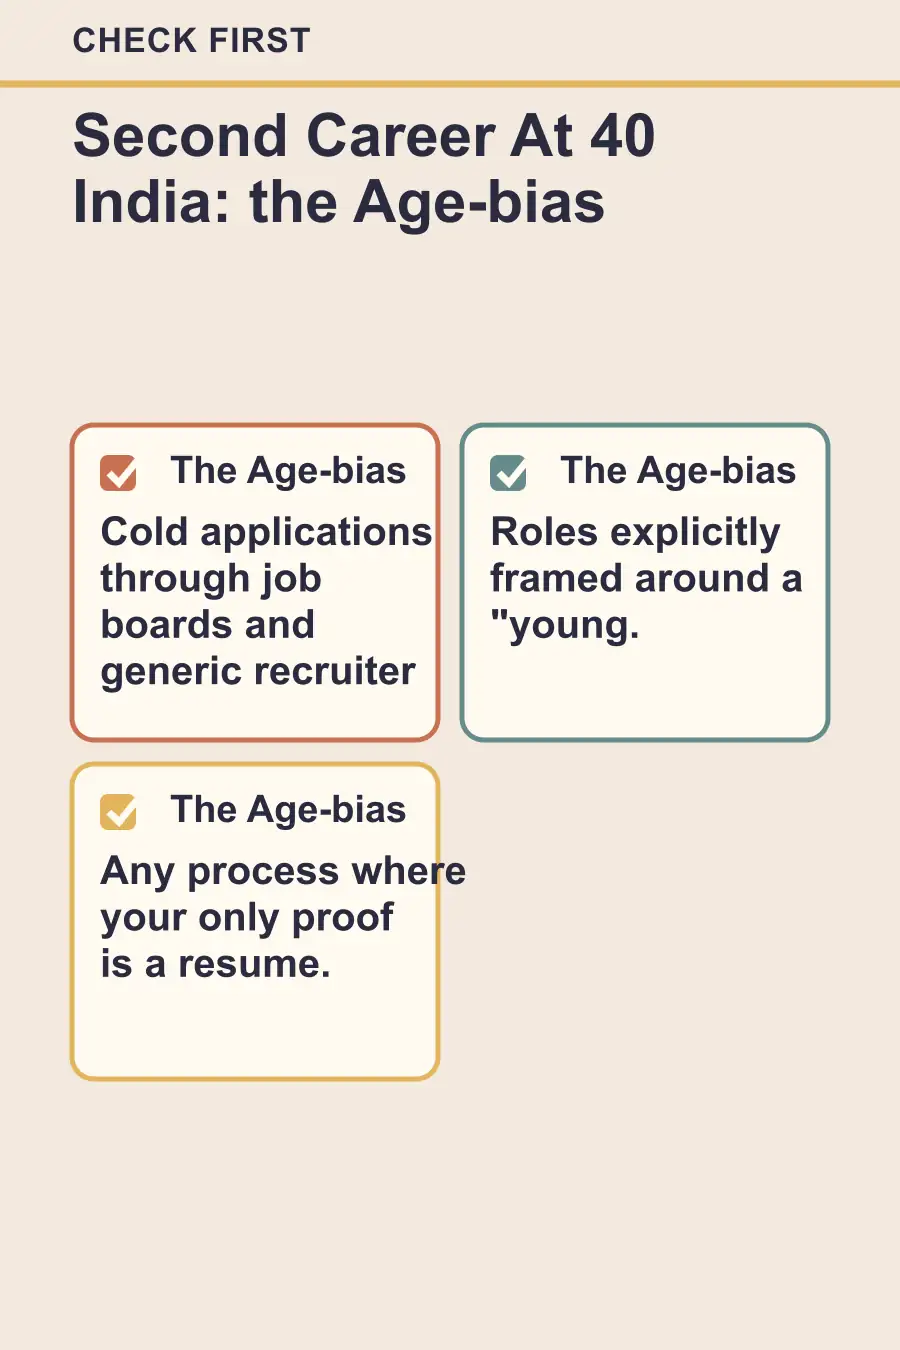 CHECK FIRST
Second Career At 40
India: the Age-bias
The Age-bias
Cold applications
through job
boards and
generic recruiter
The Age-bias
Roles explicitly
framed around a
"young.
The Age-bias
Any process where
your only proof
is a resume.